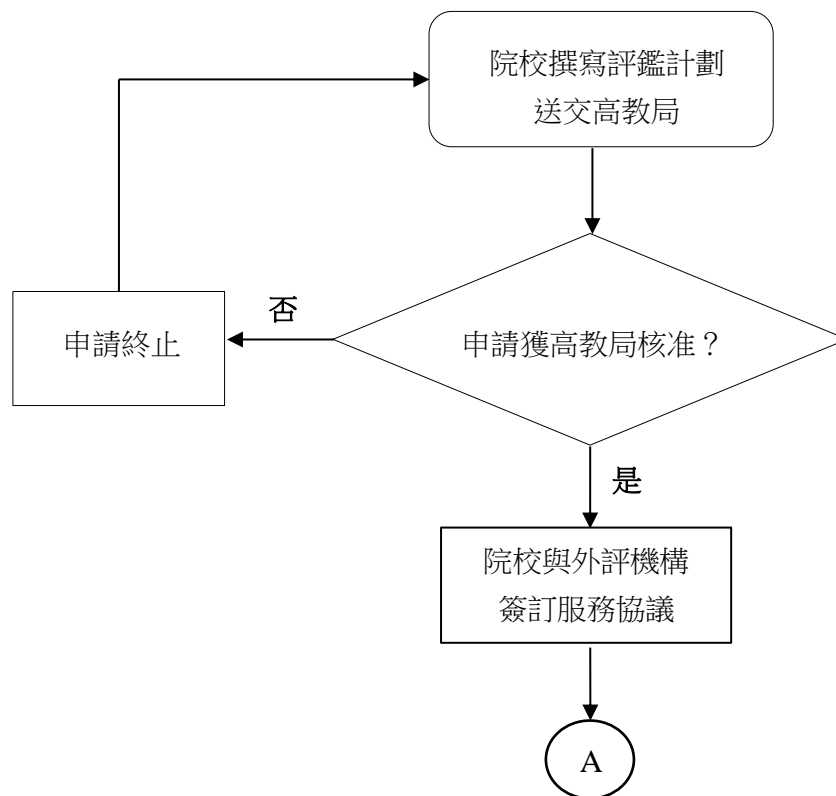 院校撰寫評鑑計劃
送交高教局
否
申請終止
申請獲高教局核准？
是
院校與外評機構
簽訂服務協議
A